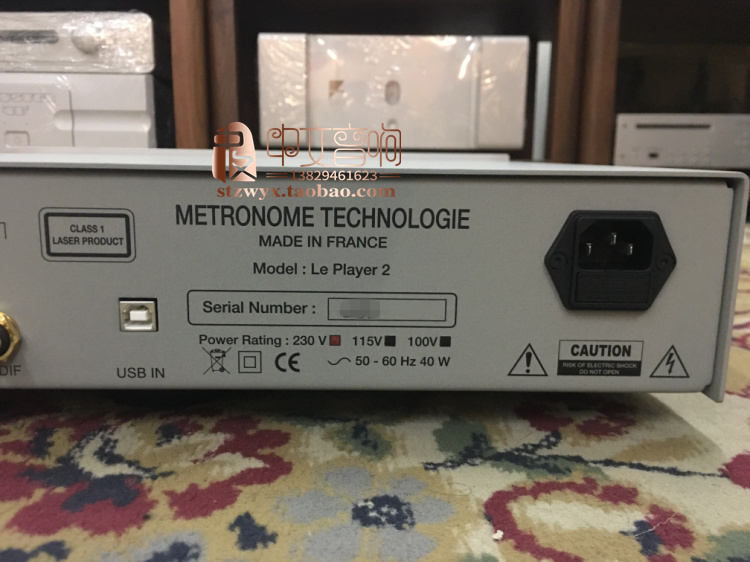 中艾音响
13829461623
stzwyx.taobao.com
CLASS 1
LASER PRODUCT
METRONOME TECHNOLOGIE
MADE IN FRANCE
Model : Le Player 2
Serial Number :
Power Rating : 230 V 115V 100V
50 - 60 Hz 40 W
CE
USB IN
DIF
CAUTION
RISK OF ELECTRIC SHOCK
DO NOT OPEN